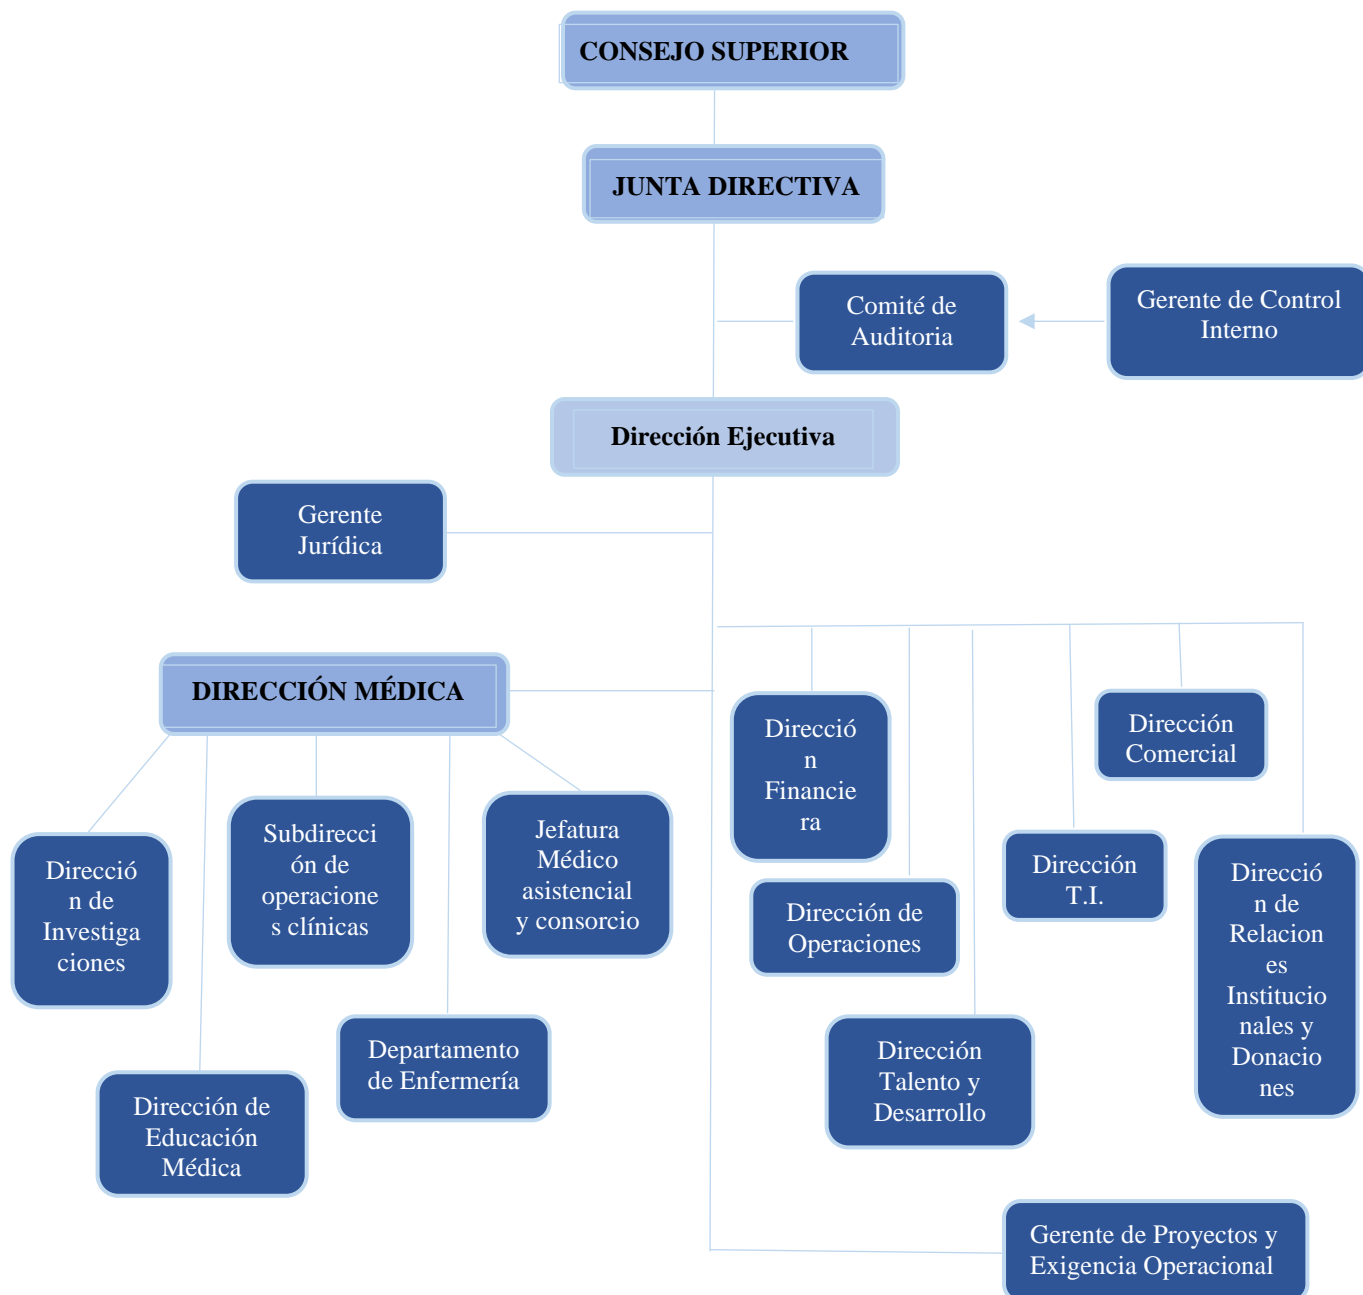 CONSEJO SUPERIOR
JUNTA DIRECTIVA
Comité de
Auditoria
Gerente de Control
Interno
Dirección Ejecutiva
Gerente
Jurídica
DIRECCIÓN MÉDICA
Direcció
n de
Investiga
ciones
Dirección de
Educación
Médica
Subdirecci
ón de
operacione
s clínicas
Departamento
de Enfermería
Jefatura
Médico
asistencial
y consorcio
Direcció
n
Financie
ra
Dirección de
Operaciones
Dirección
Talento y
Desarrollo
Dirección
T.I.
Dirección
Comercial
Direcció
n de
Relacion
es
Institucio
nales y
Donacio
nes
Gerente de Proyectos y
Exigencia Operacional